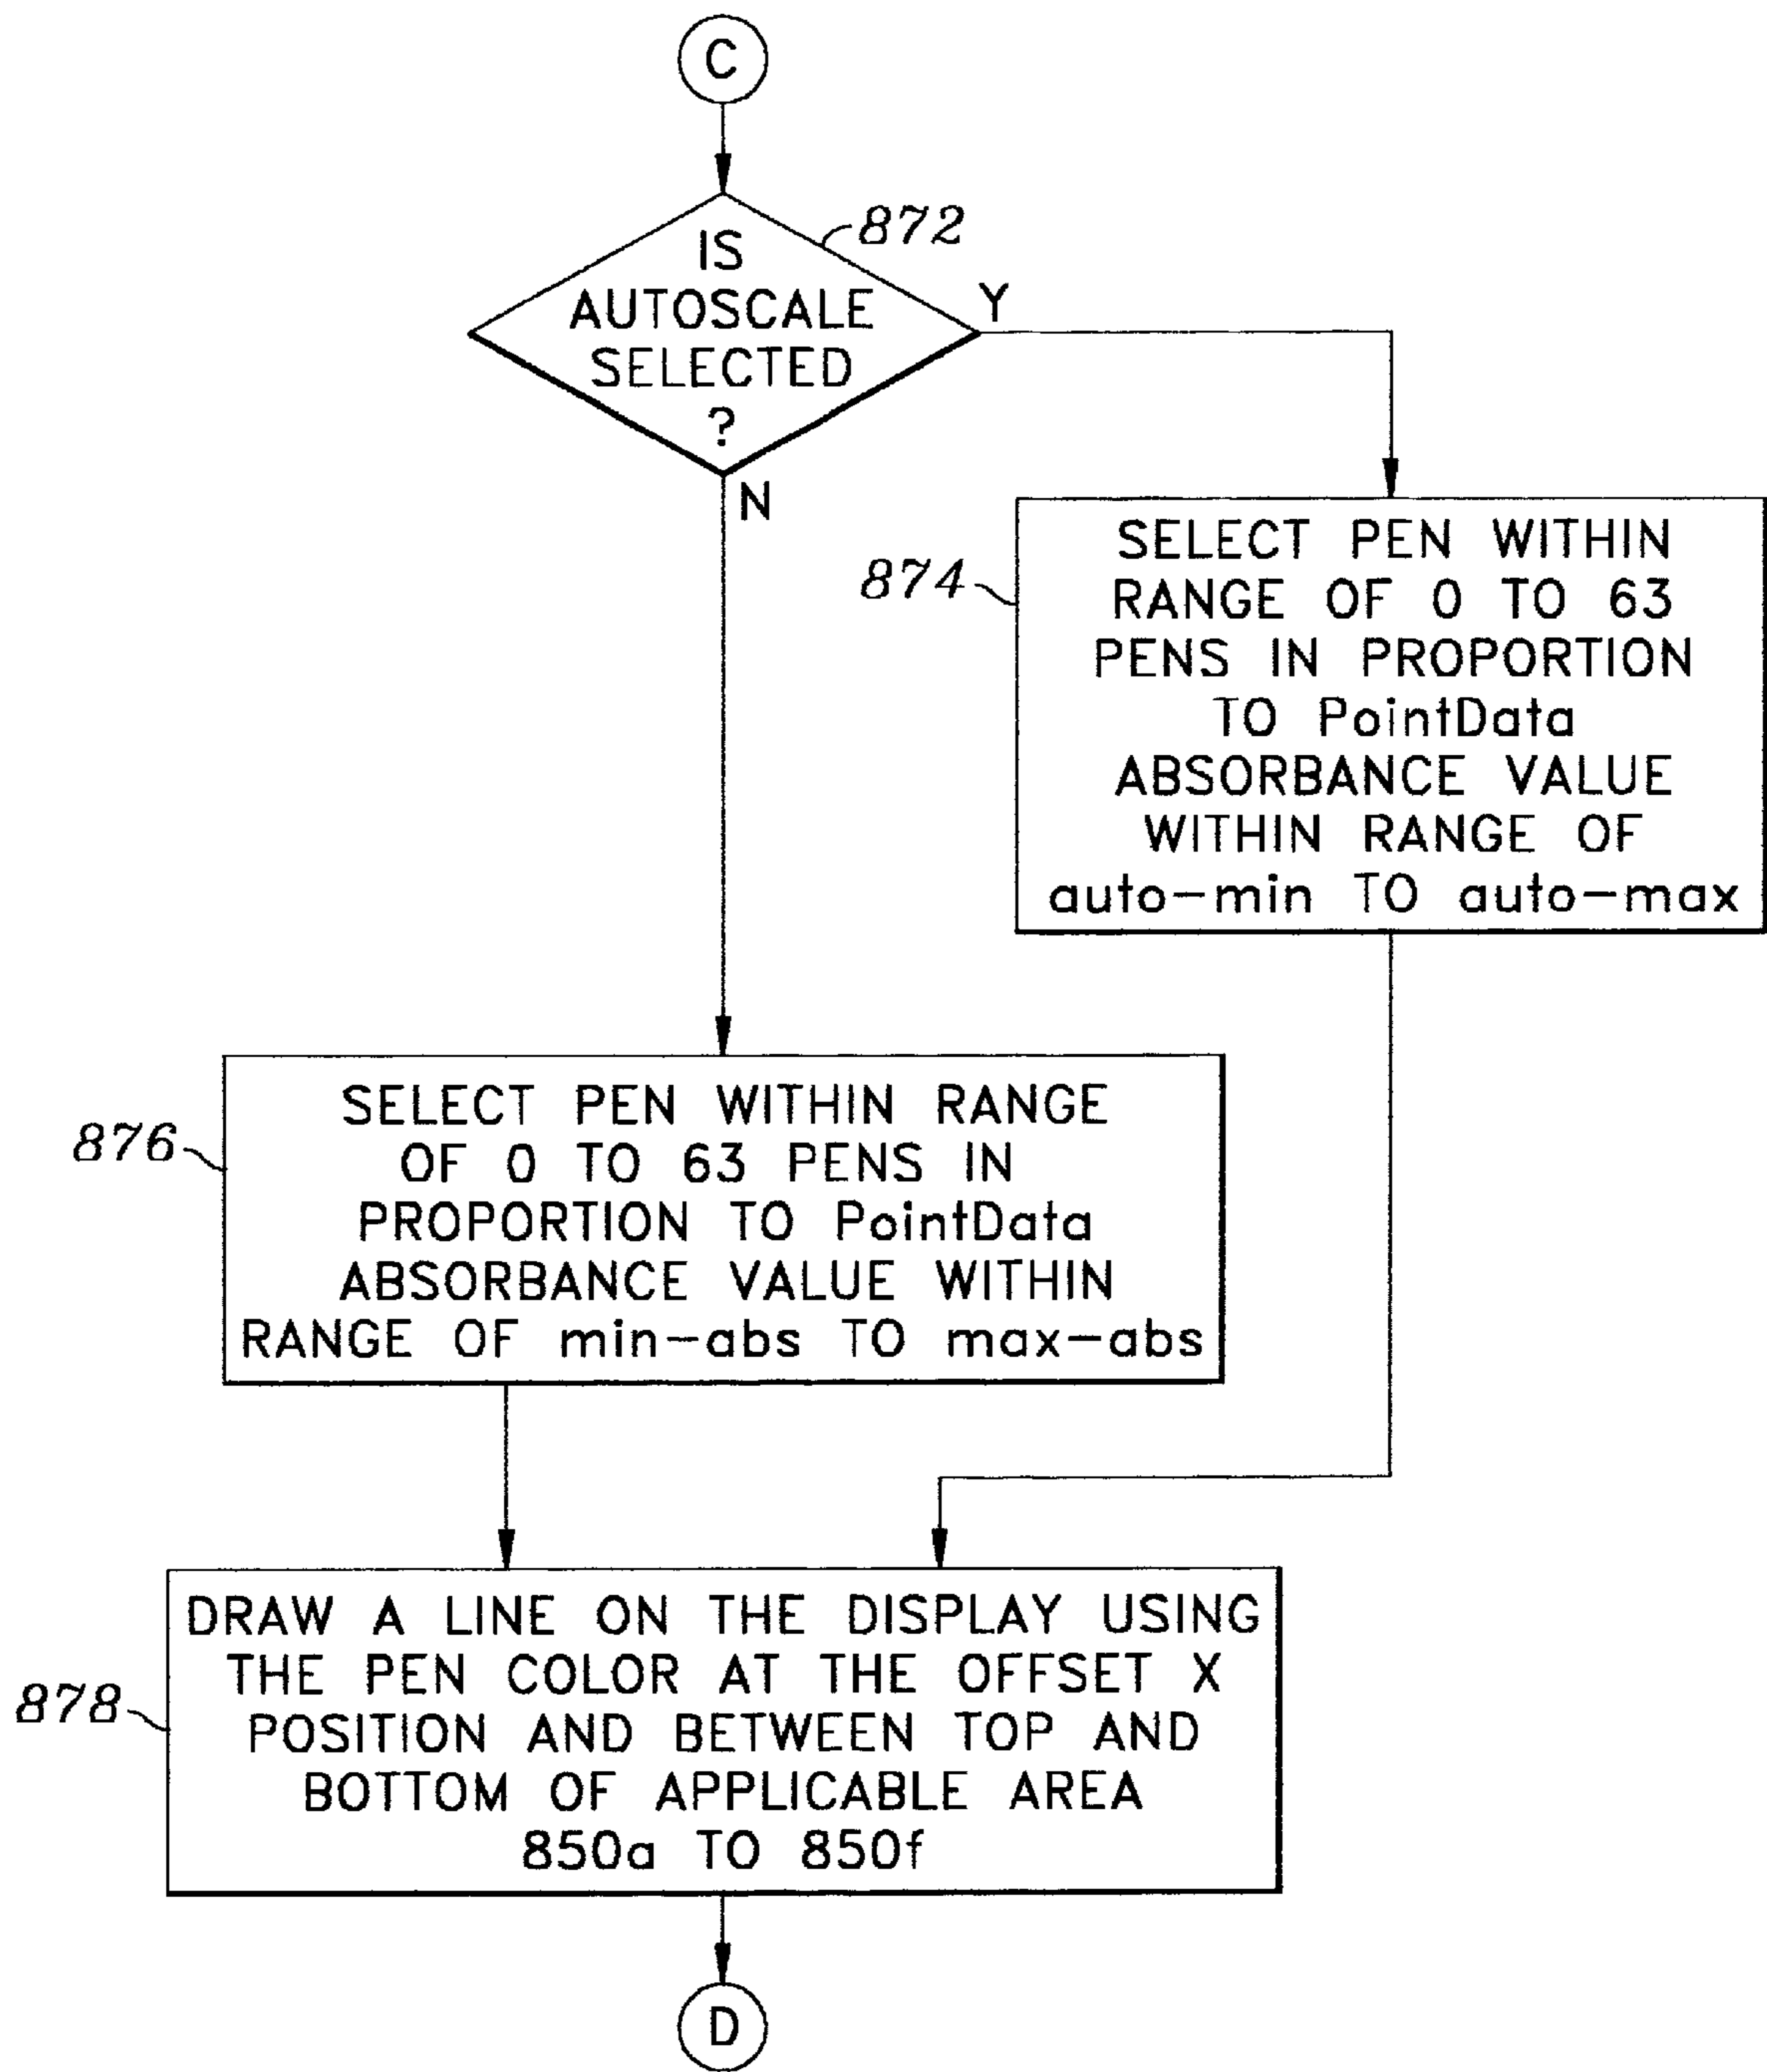 C
872
IS
AUTOSCALE
SELECTED
?
Y
N
874
SELECT PEN WITHIN
RANGE OF 0 TO 63
PENS IN PROPORTION
TO PointData
ABSORBANCE VALUE
WITHIN RANGE OF
auto-min TO auto-max
876
SELECT PEN WITHIN RANGE
OF 0 TO 63 PENS IN
PROPORTION TO PointData
ABSORBANCE VALUE WITHIN
RANGE OF min-abs TO max-abs
878
DRAW A LINE ON THE DISPLAY USING
THE PEN COLOR AT THE OFFSET X
POSITION AND BETWEEN TOP AND
BOTTOM OF APPLICABLE AREA
850a TO 850f
D